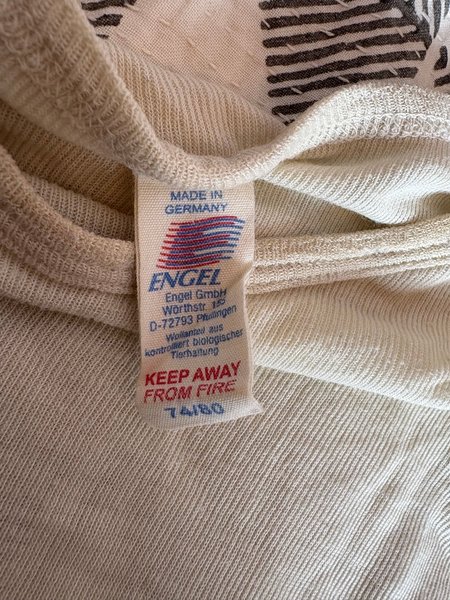 MADE IN
GERMANY
ENGEL
Engel GmbH
Wörthstr. 155
D-72793 Pfullingen
Wollanteil aus
kontrolliert biologischer
Tierhaltung
KEEP AWAY
FROM FIRE
74/80